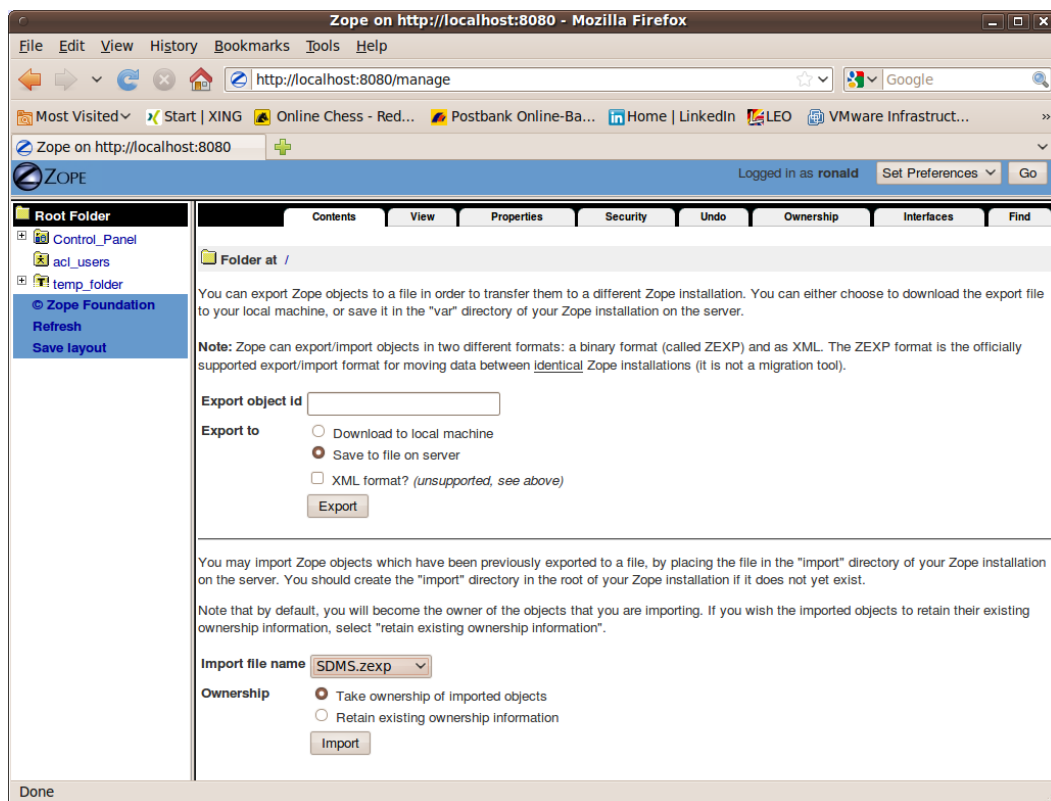 Zope on http://localhost:8080 - Mozilla Firefox
File Edit View History Bookmarks Tools Help
http://localhost:8080/manage Google
Most Visited Start | XING Online Chess - Red... Postbank Online-Ba... Home | LinkedIn LEO VMware Infrastruct... »
Zope on http://localhost:8080
ZOPE Logged in as ronald Set Preferences Go
Root Folder Contents View Properties Security Undo Ownership Interfaces Find
Control_Panel
acl_users
temp_folder
© Zope Foundation
Refresh
Save layout
Folder at /
You can export Zope objects to a file in order to transfer them to a different Zope installation. You can either choose to download the export file
to your local machine, or save it in the "var" directory of your Zope installation on the server.
Note: Zope can export/import objects in two different formats: a binary format (called ZEXP) and as XML. The ZEXP format is the officially
supported export/import format for moving data between identical Zope installations (it is not a migration tool).
Export object id
Export to Download to local machine
Save to file on server
XML format? (unsupported, see above)
Export
You may import Zope objects which have been previously exported to a file, by placing the file in the "import" directory of your Zope installation
on the server. You should create the "import" directory in the root of your Zope installation if it does not yet exist.
Note that by default, you will become the owner of the objects that you are importing. If you wish the imported objects to retain their existing
ownership information, select "retain existing ownership information".
Import file name SDMS.zexp
Ownership Take ownership of imported objects
Retain existing ownership information
Import
Done